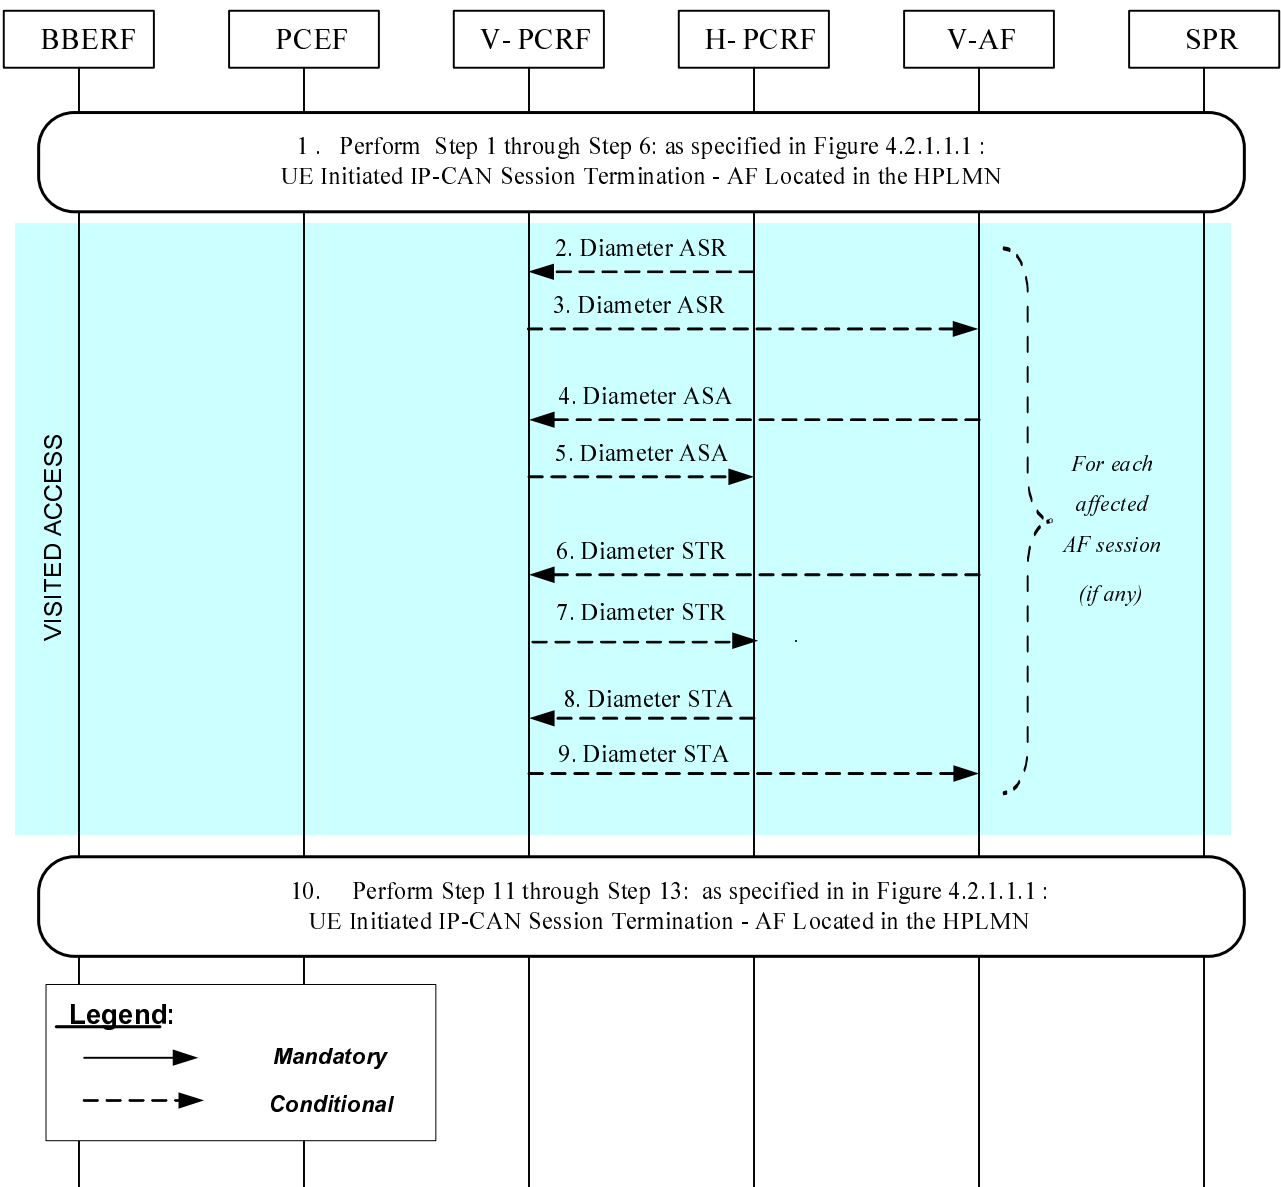 BBERF
PCEF
V- PCRF
H- PCRF
V-AF
SPR
1 . Perform Step 1 through Step 6: as specified in Figure 4.2.1.1.1 :
UE Initiated IP-CAN Session Termination - AF Located in the HPLMN
2. Diameter ASR
3. Diameter ASR
4. Diameter ASA
5. Diameter ASA
6. Diameter STR
7. Diameter STR
8. Diameter STA
9. Diameter STA
VISITED ACCESS
For each
affected
AF session
(if any)
10. Perform Step 11 through Step 13: as specified in in Figure 4.2.1.1.1 :
UE Initiated IP-CAN Session Termination - AF Located in the HPLMN
Legend:
Mandatory
Conditional